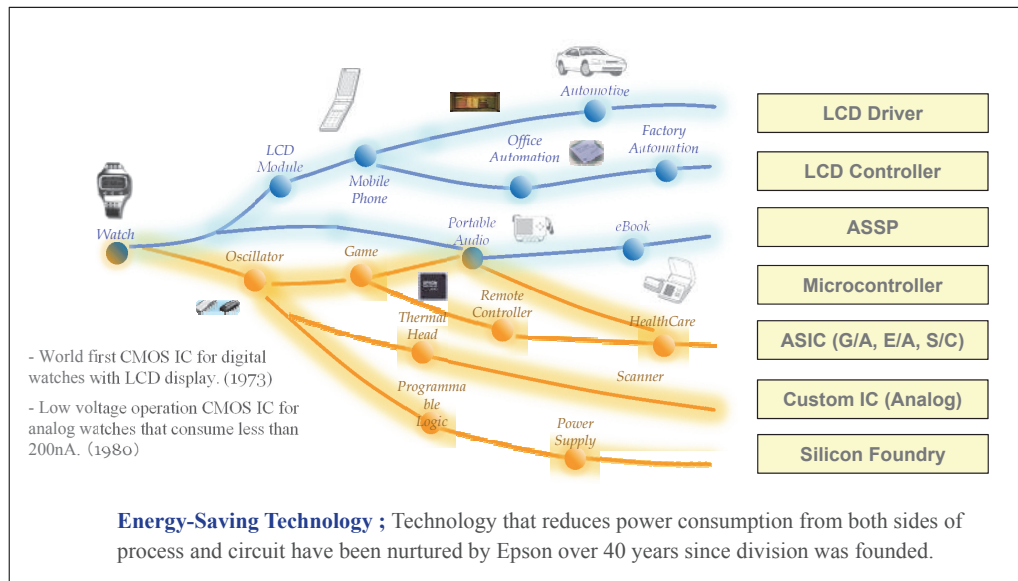 Automotive
LCD
Module
Mobile
Phone
Office
Automation
Factory
Automation
Watch
Portable
Audio
eBook
Oscillator
Game
Remote
Controller
Thermal
Head
HealthCare
Scanner
Programma
ble
Logic
Power
Supply
LCD Driver
LCD Controller
ASSP
Microcontroller
ASIC (G/A, E/A, S/C)
Custom IC (Analog)
Silicon Foundry
- World first CMOS IC for digital
watches with LCD display. (1973)
- Low voltage operation CMOS IC for
analog watches that consume less than
200nA. (1980)
Energy-Saving Technology ; Technology that reduces power consumption from both sides of
process and circuit have been nurtured by Epson over 40 years since division was founded.